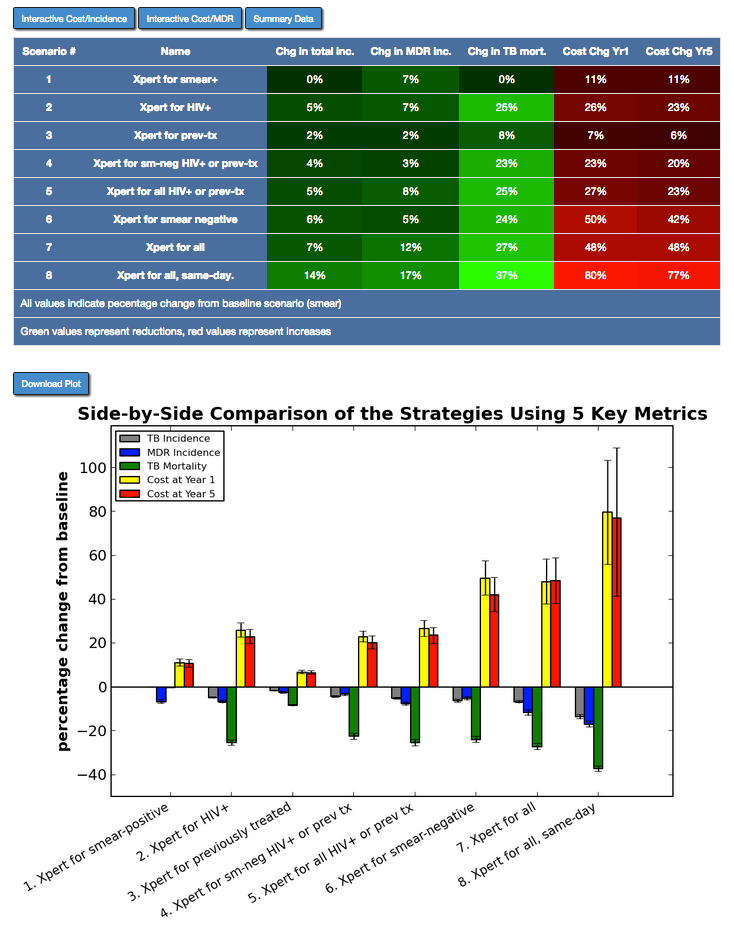 Interactive Cost/Incidence Interactive Cost/MDR Summary Data
Scenario # Name Chg in total inc. Chg in MDR inc. Chg in TB mort. Cost Chg Yr1 Cost Chg Yr5
1 Xpert for smear+ 0% 7% 0% 11% 11%
2 Xpert for HIV+ 5% 7% 25% 26% 23%
3 Xpert for prev-tx 2% 2% 8% 7% 6%
4 Xpert for sm-neg HIV+ or prev-tx 4% 3% 23% 23% 20%
5 Xpert for all HIV+ or prev-tx 5% 8% 25% 27% 23%
6 Xpert for smear negative 6% 5% 24% 50% 42%
7 Xpert for all 7% 12% 27% 48% 48%
8 Xpert for all, same-day. 14% 17% 37% 80% 77%
All values indicate pecentage change from baseline scenario (smear)
Green values represent reductions, red values represent increases
Download Plot
Side-by-Side Comparison of the Strategies Using 5 Key Metrics
TB Incidence
MDR Incidence
TB Mortality
Cost at Year 1
Cost at Year 5
percentage change from baseline
100
80
60
40
20
0
−20
−40
1. Xpert for smear-positive
2. Xpert for HIV+
3. Xpert for previously treated
4. Xpert for sm-neg HIV+ or prev tx
5. Xpert for all HIV+ or prev tx
6. Xpert for smear-negative
7. Xpert for all
8. Xpert for all, same-day